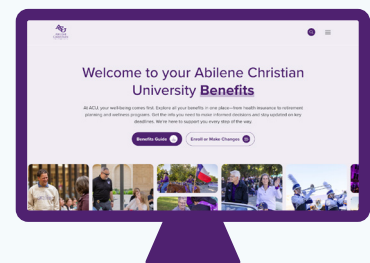 ACU
ABILENE
CHRISTIAN
Welcome to your Abilene Christian
University Benefits
At ACU, your wellbeing comes first. Explore all your benefits in one place—from health insurance to retirement
planning and wellness programs. Get the info you need to make informed decisions and stay updated on key
deadlines. We're here to support you every step of the way.
Benefits Guide
Enroll or Make Changes